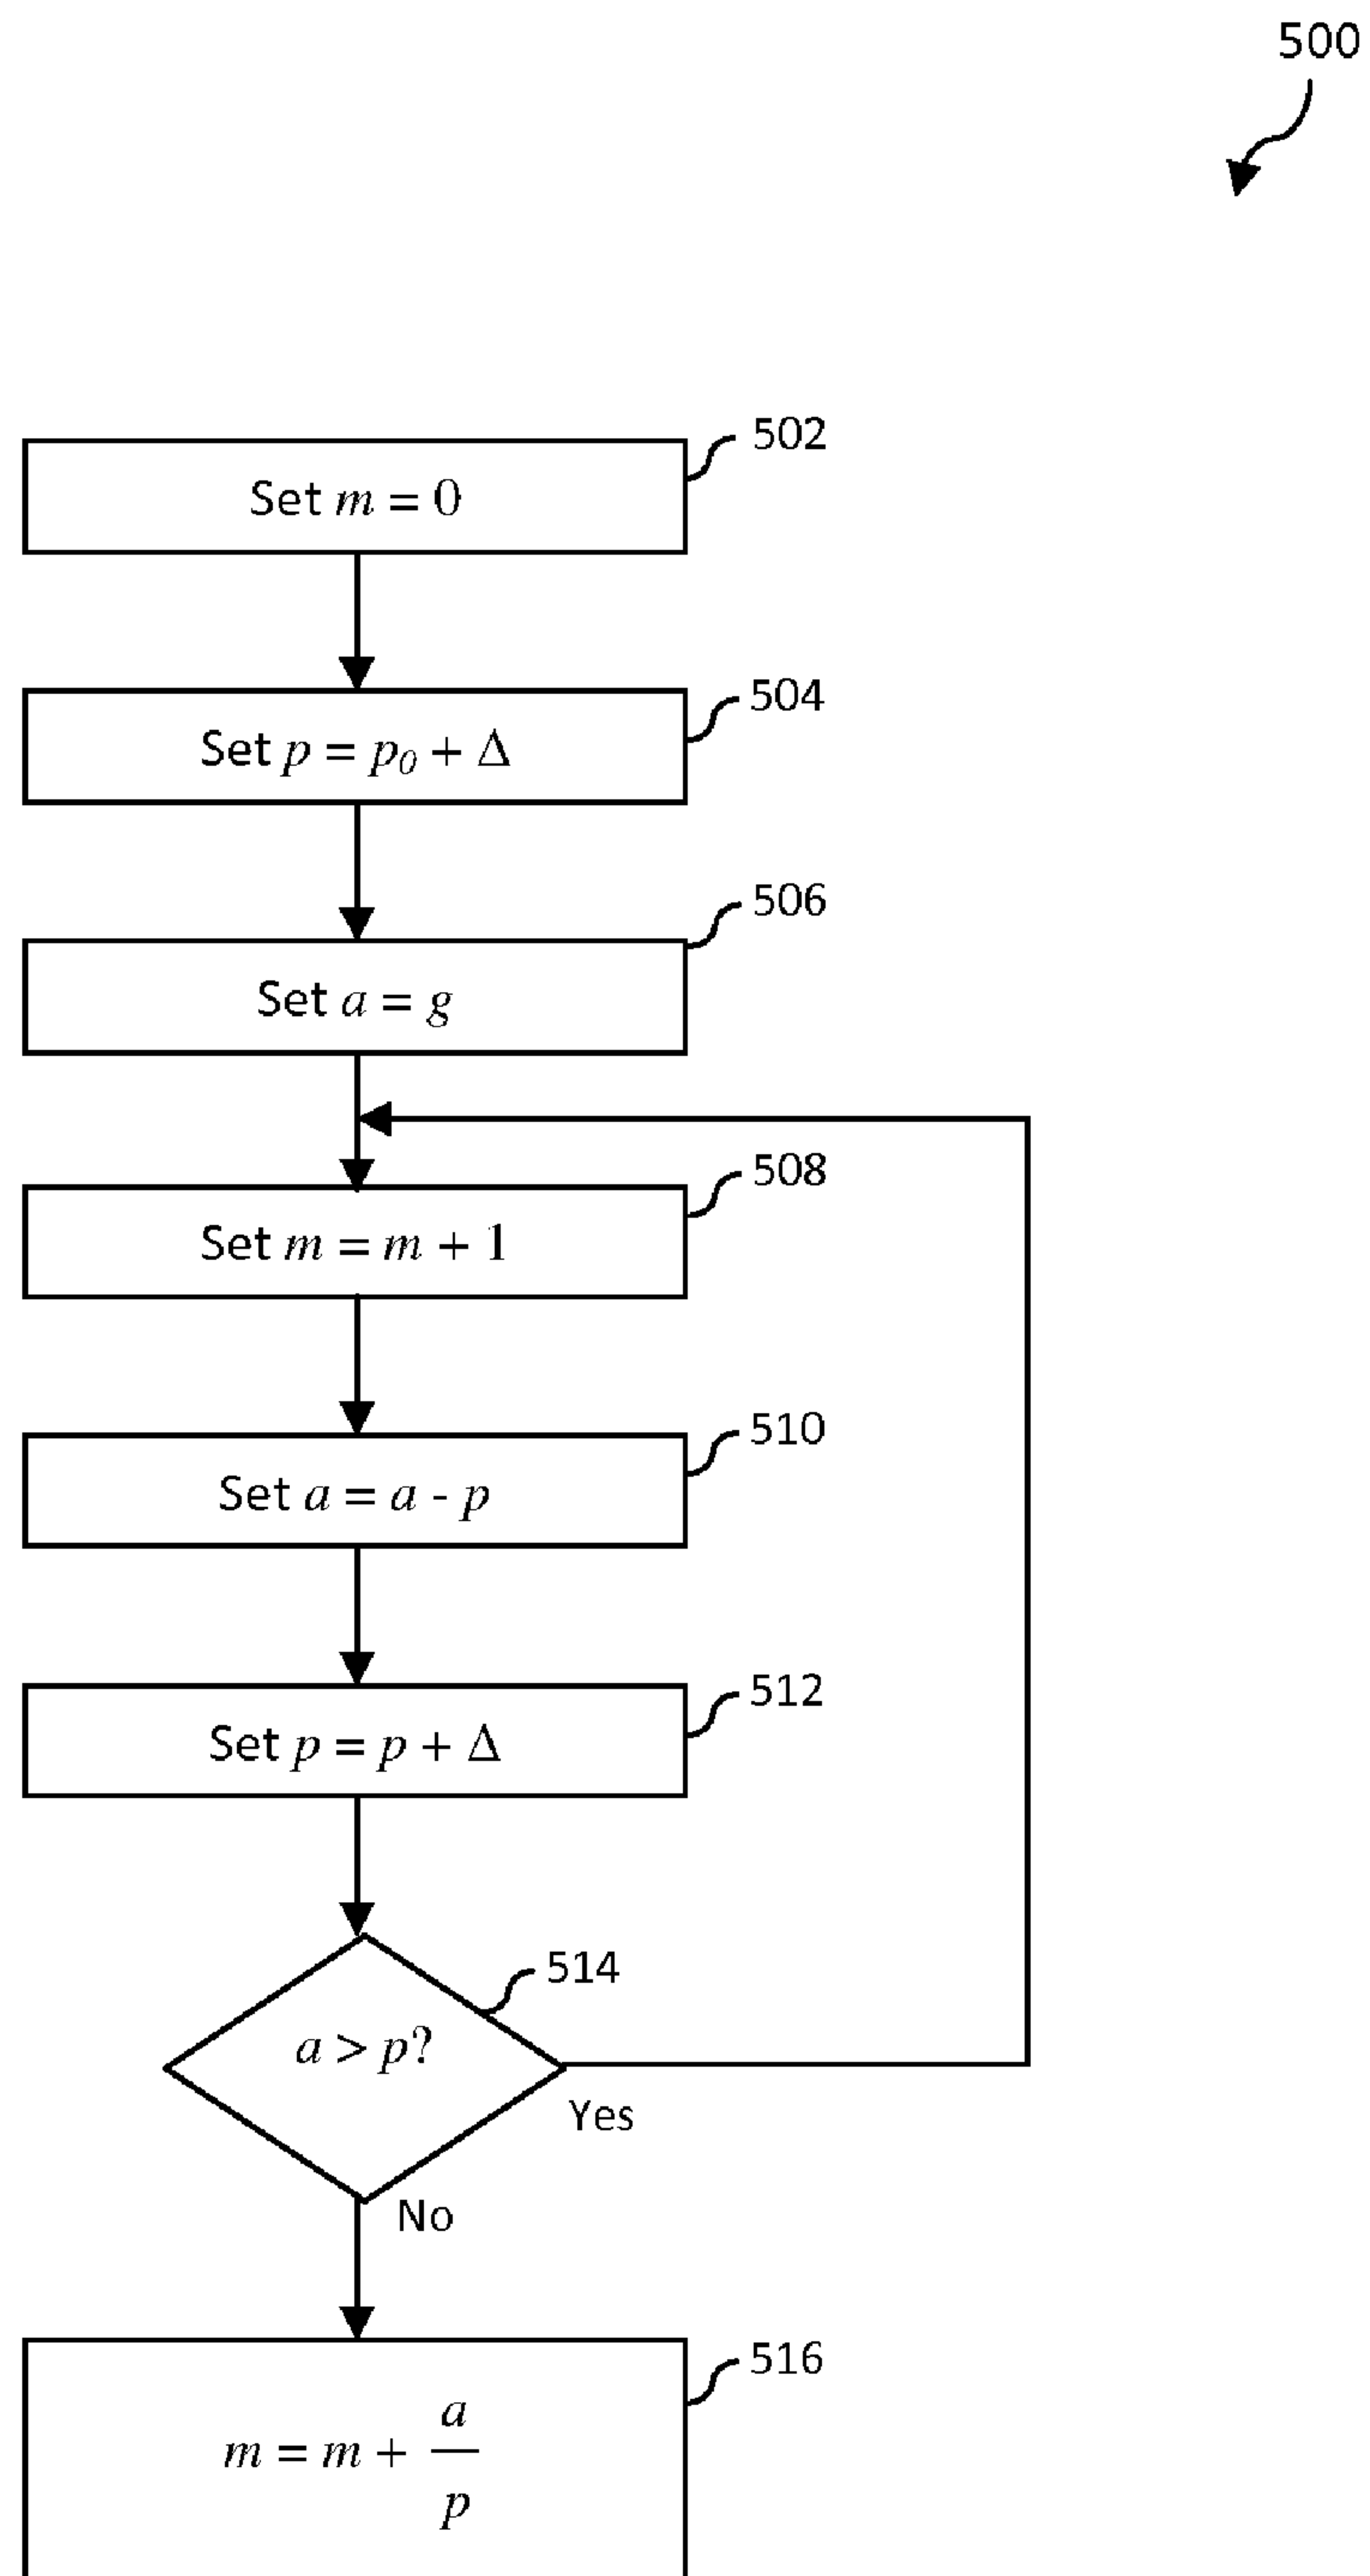 500
502
Set m = 0
504
Set p = p₀ + Δ
506
Set a = g
508
Set m = m + 1
510
Set a = a - p
512
Set p = p + Δ
514
a > p?
Yes
No
516
m = m + a/p